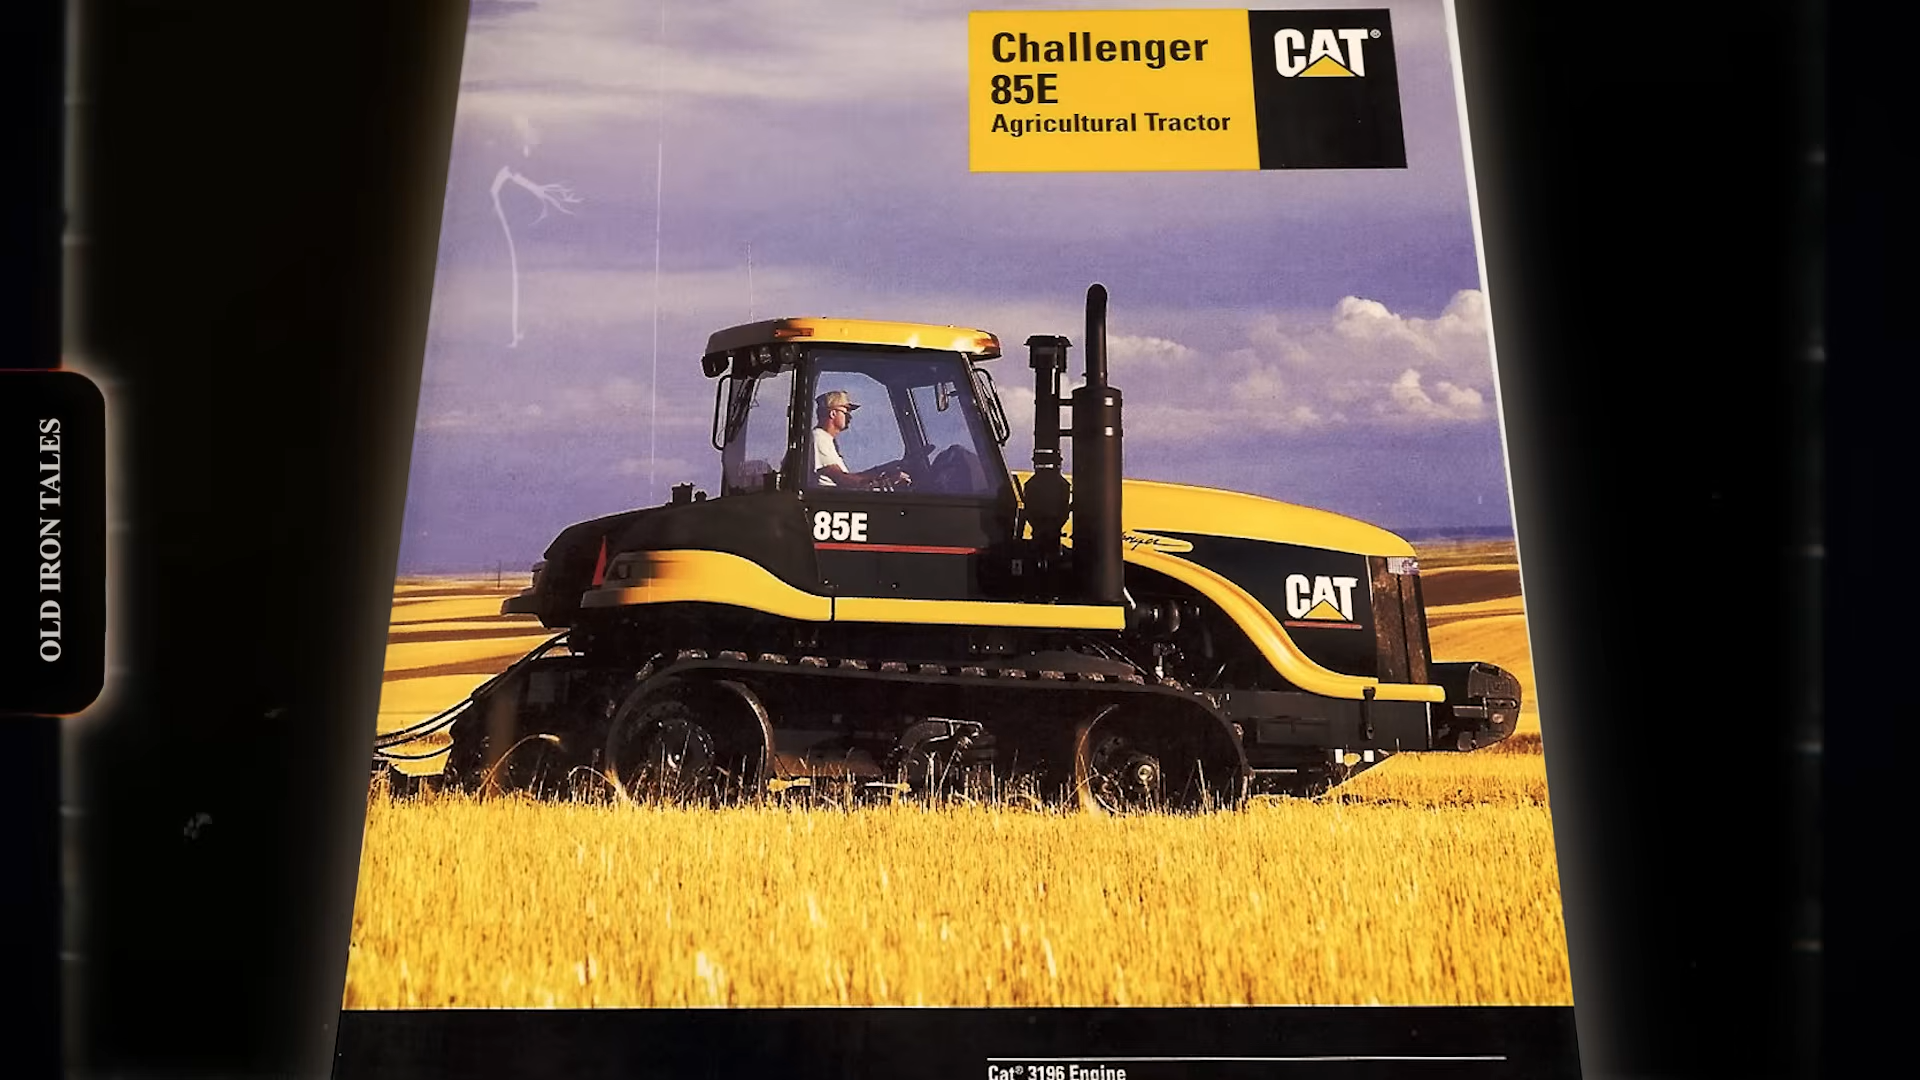 Challenger
85E
Agricultural Tractor
CAT®
85E
CAT
OLD IRON TALES
Cat® 3196 Engine